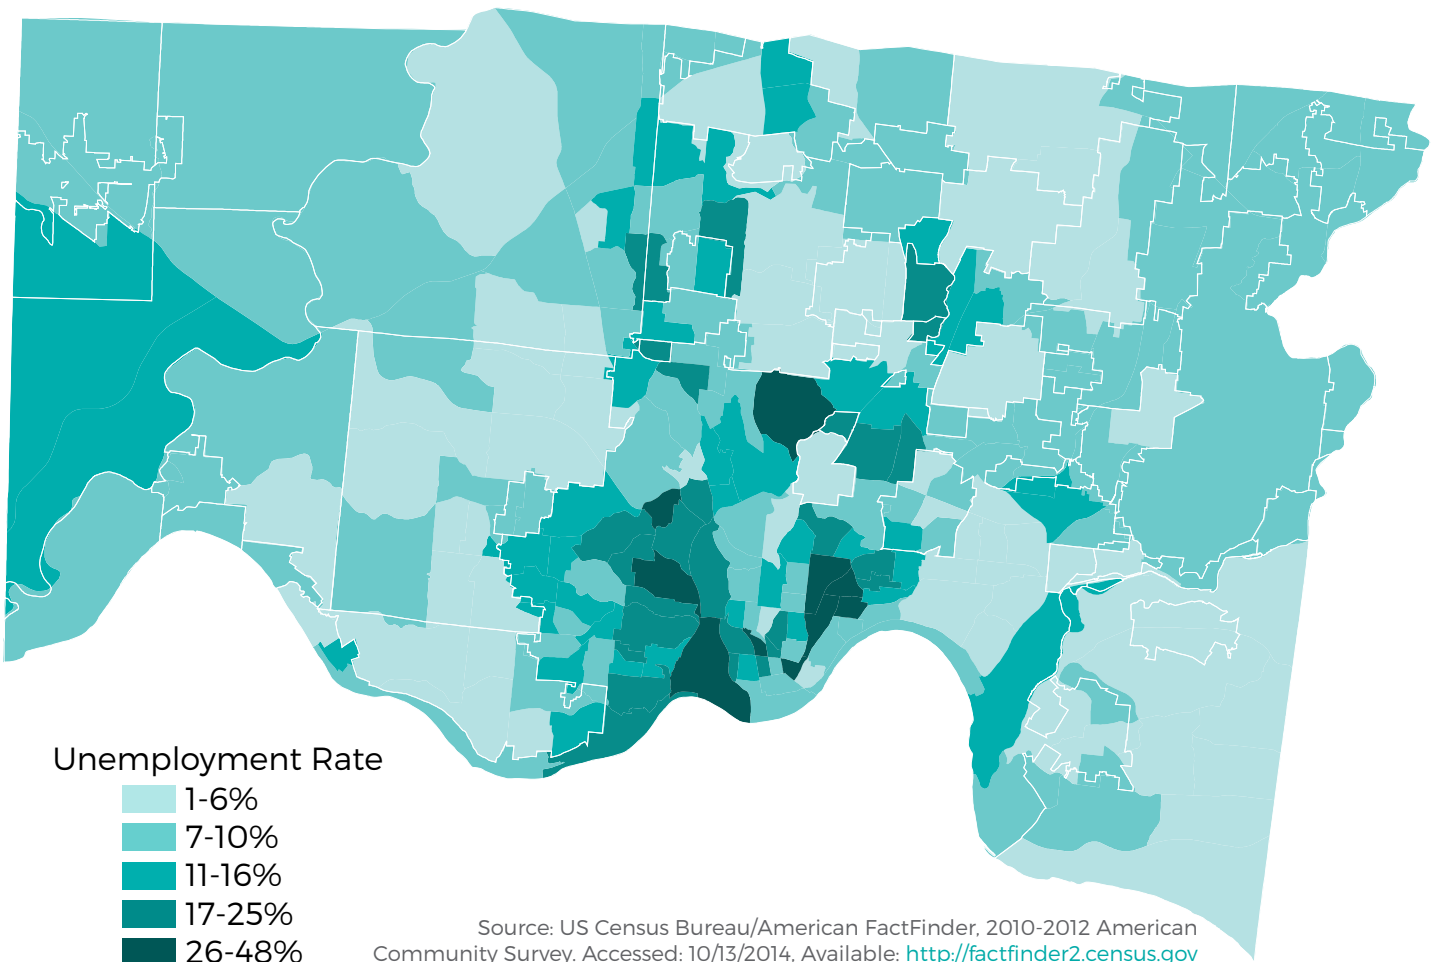 Unemployment Rate
1-6%
7-10%
11-16%
17-25%
26-48%
Source: US Census Bureau/American FactFinder, 2010-2012 American
Community Survey. Accessed: 10/13/2014, Available: http://factfinder2.census.gov